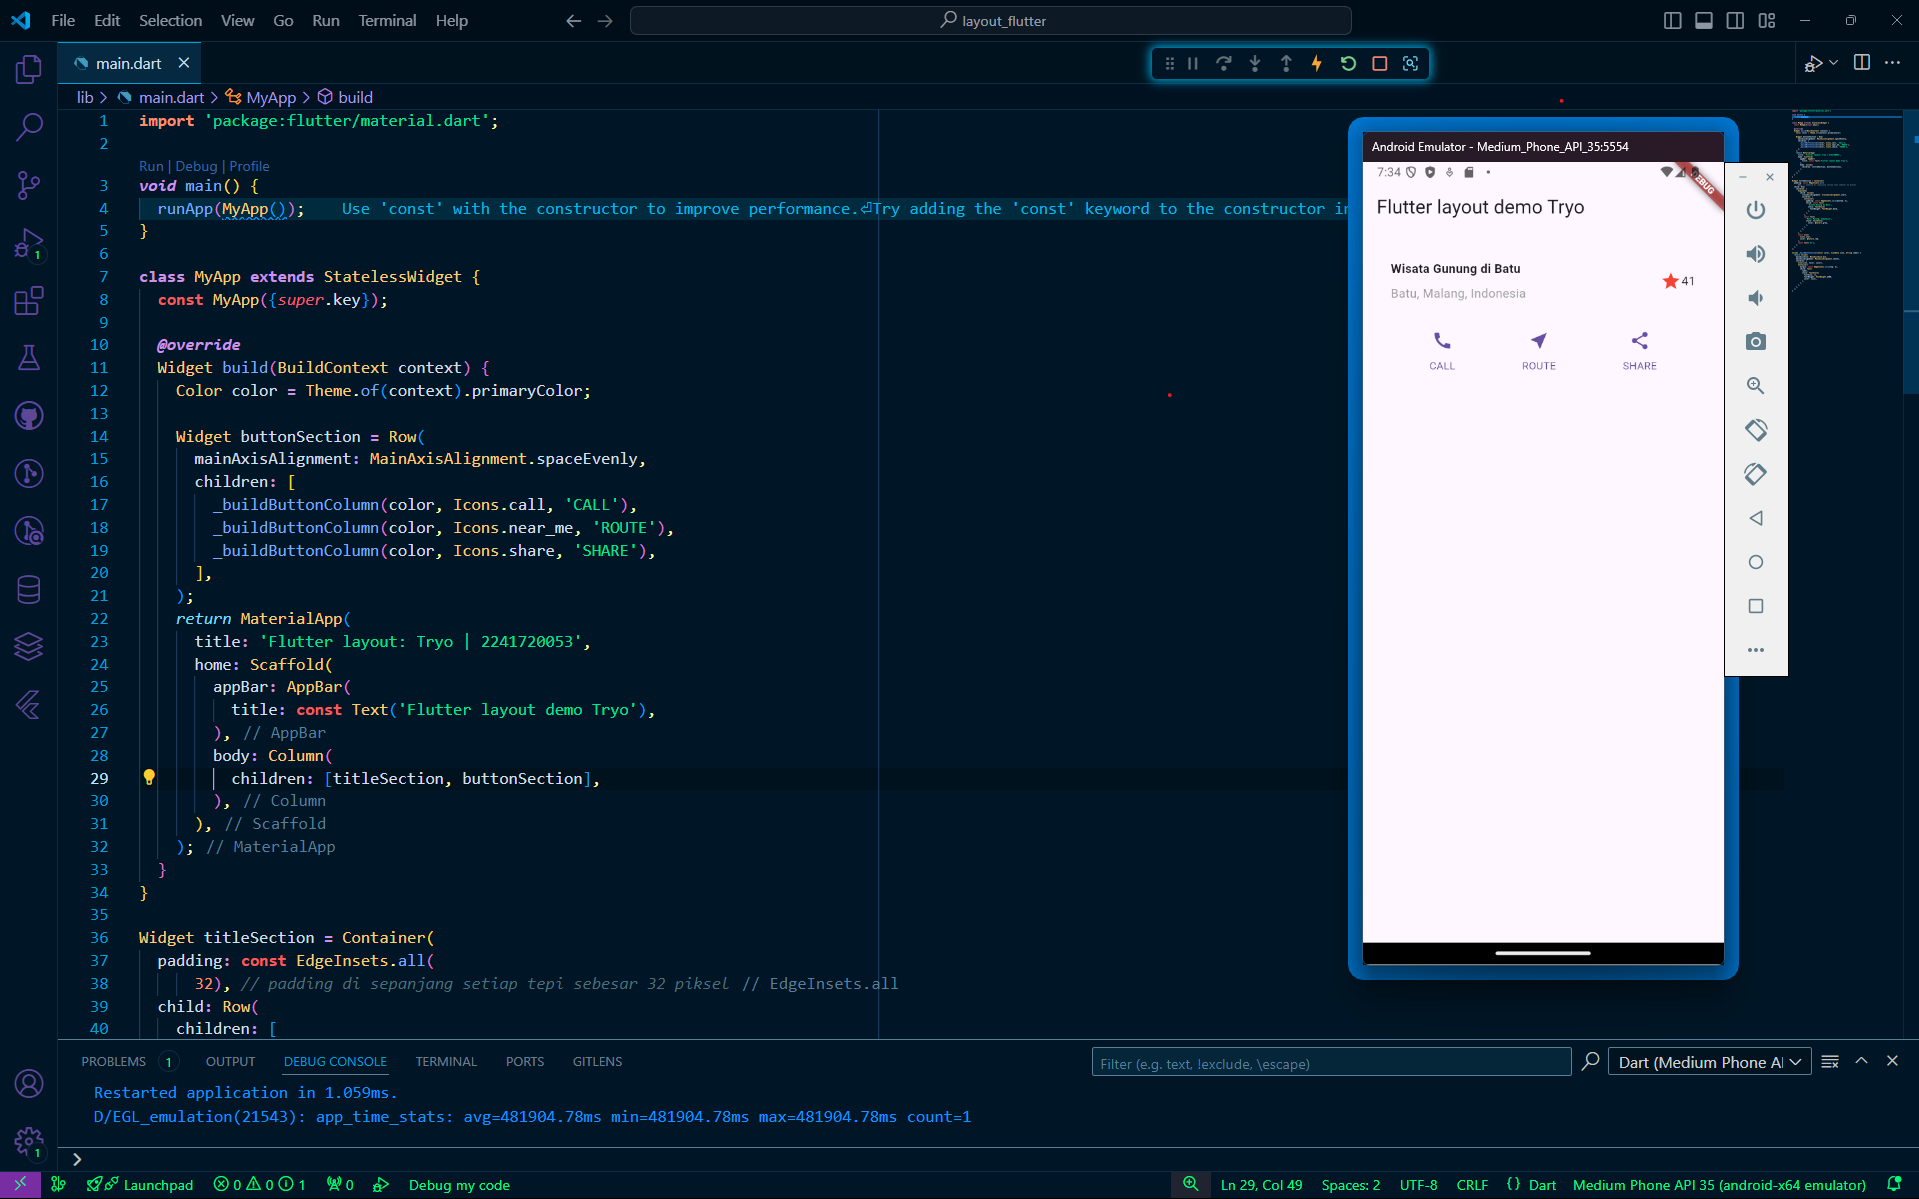 File Edit Selection View Go Run Terminal Help
layout_flutter
main.dart
lib > main.dart > MyApp > build
1 import 'package:flutter/material.dart';
2
Run | Debug | Profile
3 void main() {
4 runApp(MyApp()); Use 'const' with the constructor to improve performance.⏎Try adding the 'const' keyword to the constructor in
5 }
6
7 class MyApp extends StatelessWidget {
8 const MyApp({super.key});
9
10 @override
11 Widget build(BuildContext context) {
12 Color color = Theme.of(context).primaryColor;
13
14 Widget buttonSection = Row(
15 mainAxisAlignment: MainAxisAlignment.spaceEvenly,
16 children: [
17 _buildButtonColumn(color, Icons.call, 'CALL'),
18 _buildButtonColumn(color, Icons.near_me, 'ROUTE'),
19 _buildButtonColumn(color, Icons.share, 'SHARE'),
20 ],
21 );
22 return MaterialApp(
23 title: 'Flutter layout: Tryo | 2241720053',
24 home: Scaffold(
25 appBar: AppBar(
26 title: const Text('Flutter layout demo Tryo'),
27 ), // AppBar
28 body: Column(
29 children: [titleSection, buttonSection],
30 ), // Column
31 ), // Scaffold
32 ); // MaterialApp
33 }
34 }
35
36 Widget titleSection = Container(
37 padding: const EdgeInsets.all(
38 32), // padding di sepanjang setiap tepi sebesar 32 piksel // EdgeInsets.all
39 child: Row(
40 children: [
Android Emulator - Medium_Phone_API_35:5554
7:34
DEBUG
Flutter layout demo Tryo
Wisata Gunung di Batu
Batu, Malang, Indonesia
41
CALL ROUTE SHARE
1
1
PROBLEMS 1 OUTPUT DEBUG CONSOLE TERMINAL PORTS GITLENS
Filter (e.g. text, !exclude, \escape)
Dart (Medium Phone AI
Restarted application in 1.059ms.
D/EGL_emulation(21543): app_time_stats: avg=481904.78ms min=481904.78ms max=481904.78ms count=1
Launchpad 0 0 1 0 Debug my code
Ln 29, Col 49 Spaces: 2 UTF-8 CRLF {} Dart Medium Phone API 35 (android-x64 emulator)